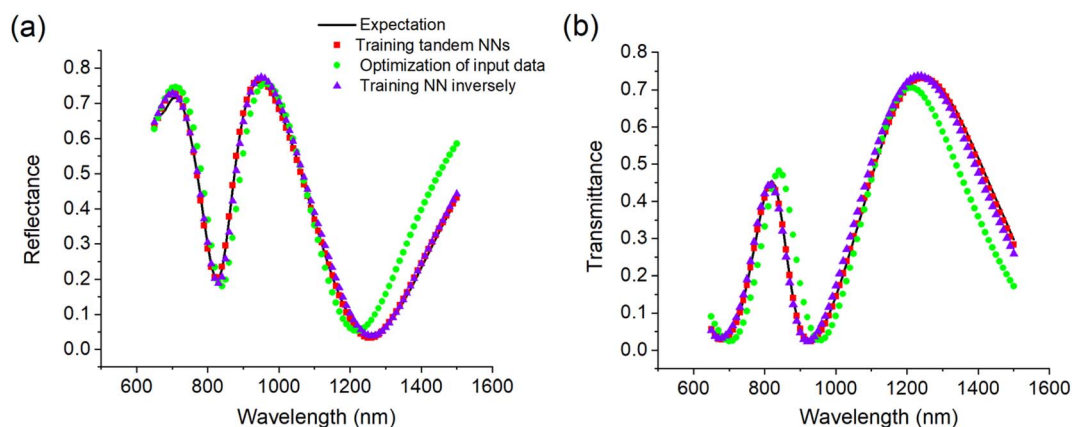 (a)
Expectation
Training tandem NNs
Optimization of input data
Training NN inversely
0.8
0.7
0.6
0.5
0.4
0.3
0.2
0.1
0.0
Reflectance
600 800 1000 1200 1400 1600
Wavelength (nm)
(b)
0.8
0.7
0.6
0.5
0.4
0.3
0.2
0.1
0.0
Transmittance
600 800 1000 1200 1400 1600
Wavelength (nm)